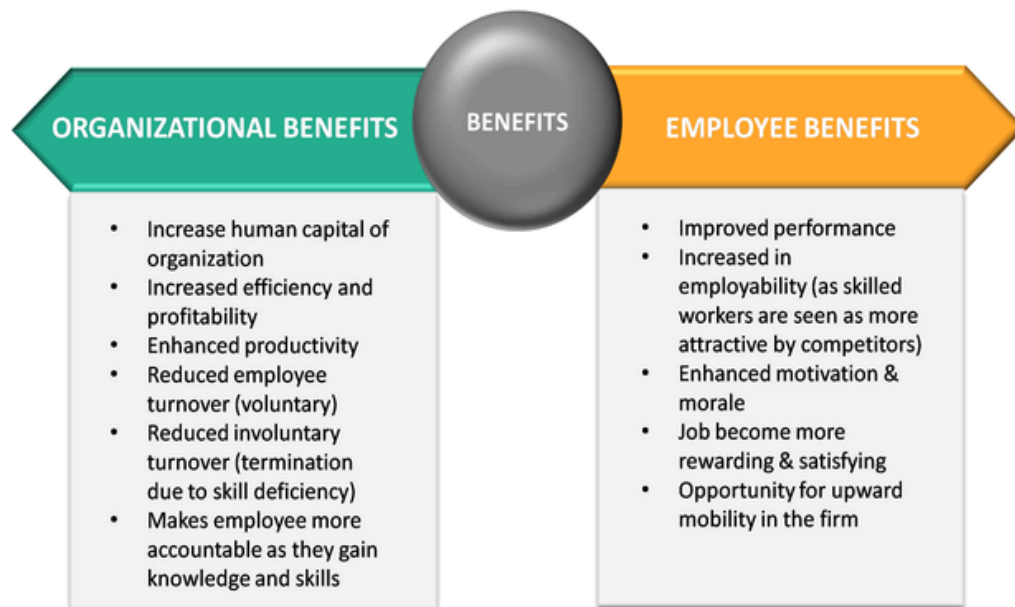 ORGANIZATIONAL BENEFITS
BENEFITS
EMPLOYEE BENEFITS
• Increase human capital of
organization
• Increased efficiency and
profitability
• Enhanced productivity
• Reduced employee
turnover (voluntary)
• Reduced involuntary
turnover (termination
due to skill deficiency)
• Makes employee more
accountable as they gain
knowledge and skills
• Improved performance
• Increased in
employability (as skilled
workers are seen as more
attractive by competitors)
• Enhanced motivation &
morale
• Job become more
rewarding & satisfying
• Opportunity for upward
mobility in the firm